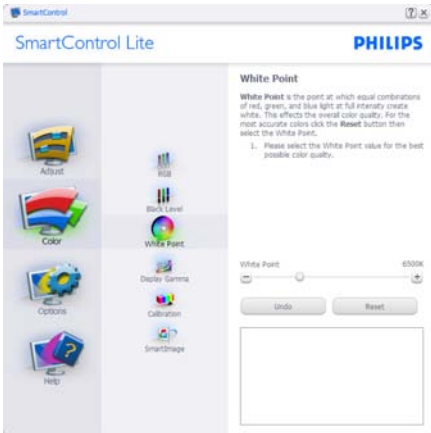 SmartControl
SmartControl Lite
PHILIPS
Adjust
Color
Options
Help
RGB
Black Level
White Point
Display Gamma
Calibration
SmartImage
White Point
White Point is the point at which equal combinations
of red, green, and blue light at full intensity create
white. This effects the overall color quality. For the
most accurate colors click the Reset button then
select the White Point.
1. Please select the White Point value for the best
possible color quality.
White Point 6500K
Undo Reset